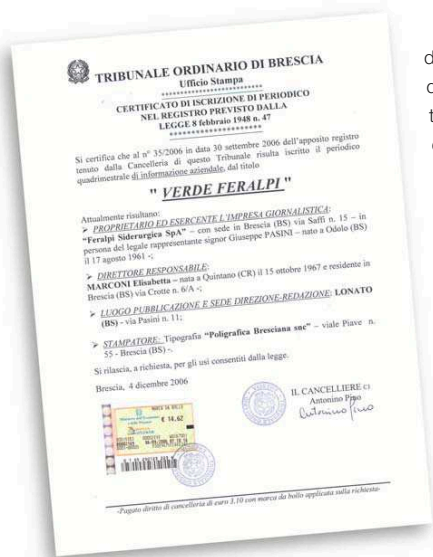 TRIBUNALE ORDINARIO DI BRESCIA
Ufficio Stampa
**************************
CERTIFICATO DI ISCRIZIONE DI PERIODICO
NEL REGISTRO PREVISTO DALLA
LEGGE 8 febbraio 1948 n. 47
********************
Si certifica che al n° 35/2006 in data 30 settembre 2006 dell'apposito registro
tenuto dalla Cancelleria di questo Tribunale risulta iscritto il periodico
quadrimestrale di informazione aziendale, dal titolo
" VERDE FERALPI "
Attualmente risultano:
➢ PROPRIETARIO ED ESERCENTE L'IMPRESA GIORNALISTICA:
"Feralpi Siderurgica SpA" – con sede in Brescia (BS) via Saffi n. 15 – in
persona del legale rappresentante signor Giuseppe PASINI – nato a Odolo (BS)
il 17 agosto 1961 -;
➢ DIRETTORE RESPONSABILE:
MARCONI Elisabetta – nata a Quintano (CR) il 15 ottobre 1967 e residente in
Brescia (BS) via Crotte n. 6/A -;
➢ LUOGO PUBBLICAZIONE E SEDE DIREZIONE-REDAZIONE: LONATO
(BS) - via Pasini n. 11;
➢ STAMPATORE: Tipografia "Poligrafica Bresciana snc" – viale Piave n.
55 - Brescia (BS) -.
Si rilascia, a richiesta, per gli usi consentiti dalla legge.
Brescia, 4 dicembre 2006
MARCA DA BOLLO
€ 14,62
IL CANCELLIERE C1
Antonino Pino
Antonino Pino
-Pagato diritto di cancelleria di euro 3.10 con marca da bollo applicata sulla richiesta-